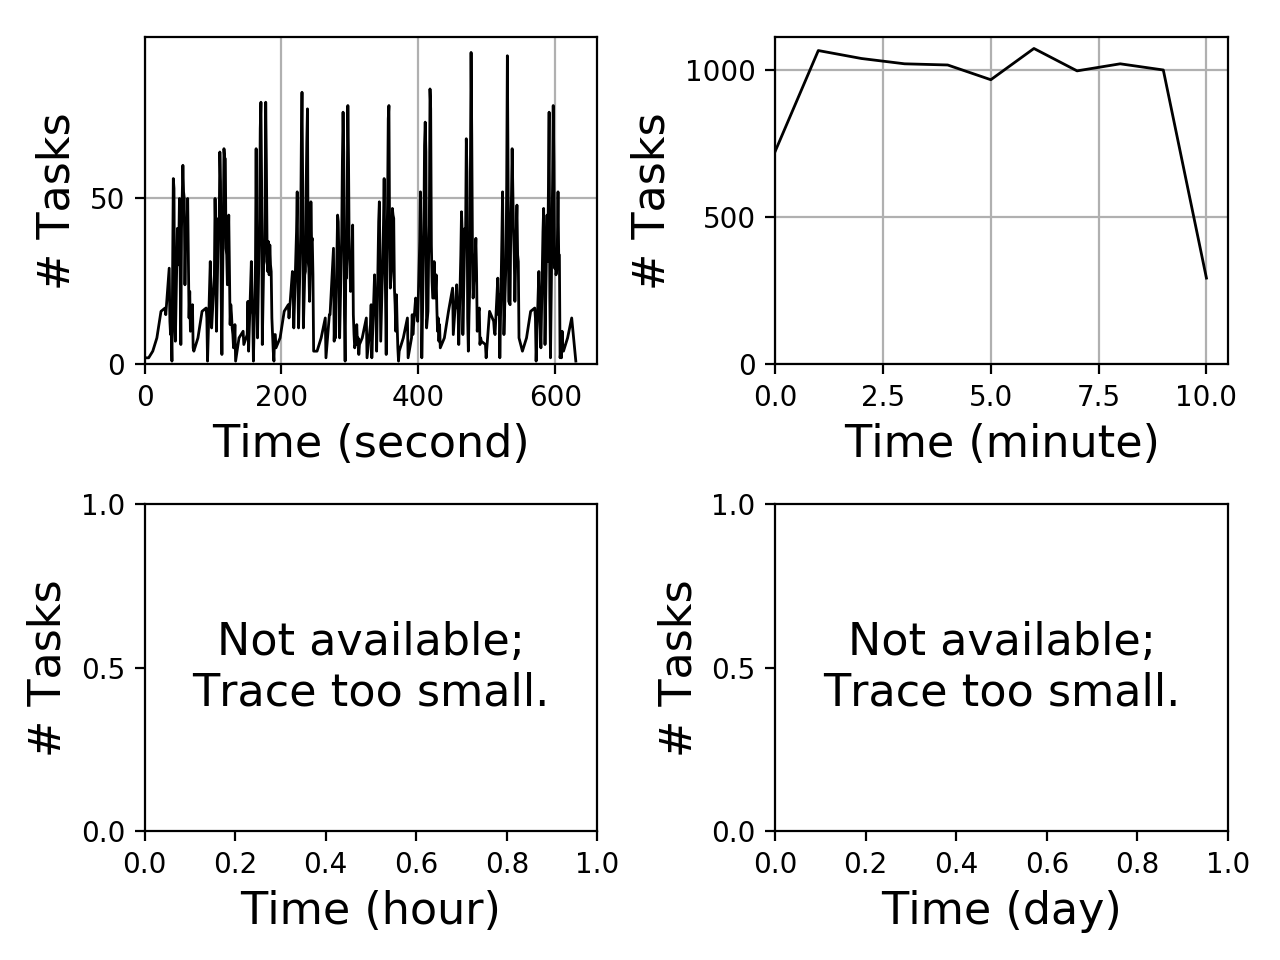 # Tasks
50
0
0
200
400
600
Time (second)
# Tasks
1000
500
0
0.0
2.5
5.0
7.5
10.0
Time (minute)
# Tasks
1.0
0.5
0.0
Not available;
Trace too small.
0.0
0.2
0.4
0.6
0.8
1.0
Time (hour)
# Tasks
1.0
0.5
0.0
Not available;
Trace too small.
0.0
0.2
0.4
0.6
0.8
1.0
Time (day)